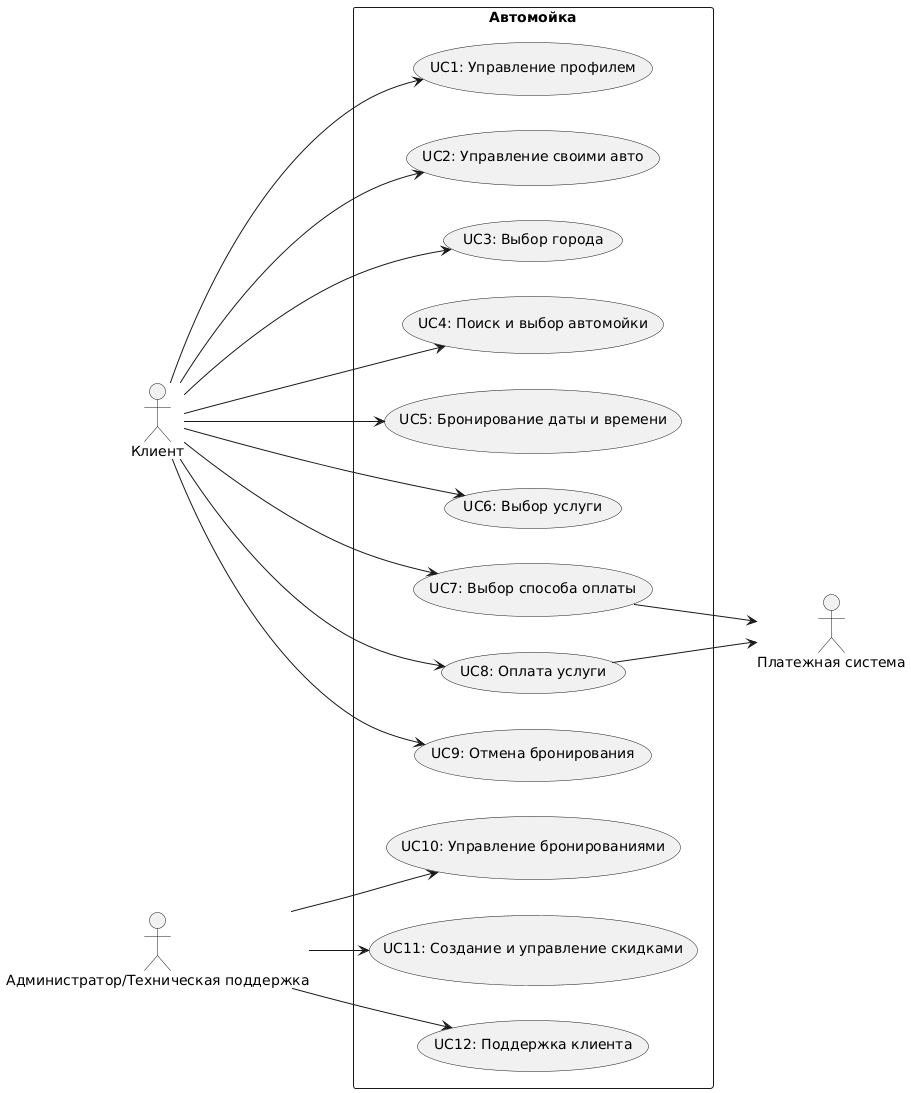 Автомойка
UC1: Управление профилем
UC2: Управление своими авто
UC3: Выбор города
UC4: Поиск и выбор автомойки
Клиент
UC5: Бронирование даты и времени
UC6: Выбор услуги
UC7: Выбор способа оплаты
Платежная система
UC8: Оплата услуги
UC9: Отмена бронирования
UC10: Управление бронированиями
UC11: Создание и управление скидками
Администратор/Техническая поддержка
UC12: Поддержка клиента